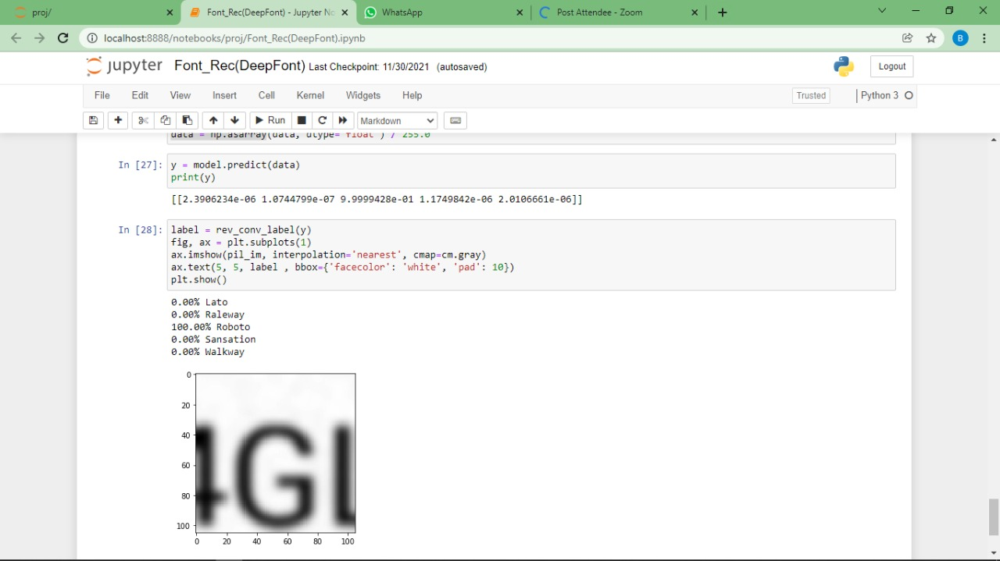 proj/
Font_Rec(DeepFont) - Jupyter No
WhatsApp
Post Attendee - Zoom
localhost:8888/notebooks/proj/Font_Rec(DeepFont).ipynb
B
jupyter Font_Rec(DeepFont) Last Checkpoint: 11/30/2021 (autosaved)
Logout
File Edit View Insert Cell Kernel Widgets Help
Trusted Python 3
Run Markdown
data = np.asarray(data, dtype="float") / 255.0
In [27]: y = model.predict(data)
print(y)
[[2.3906234e-06 1.0744799e-07 9.9999428e-01 1.1749842e-06 2.0106661e-06]]
In [28]: label = rev_conv_label(y)
fig, ax = plt.subplots(1)
ax.imshow(pil_im, interpolation='nearest', cmap=cm.gray)
ax.text(5, 5, label , bbox={'facecolor': 'white', 'pad': 10})
plt.show()
0.00% Lato
0.00% Raleway
100.00% Roboto
0.00% Sansation
0.00% Walkway
0
20
40
60
80
100
4GL
0 20 40 60 80 100